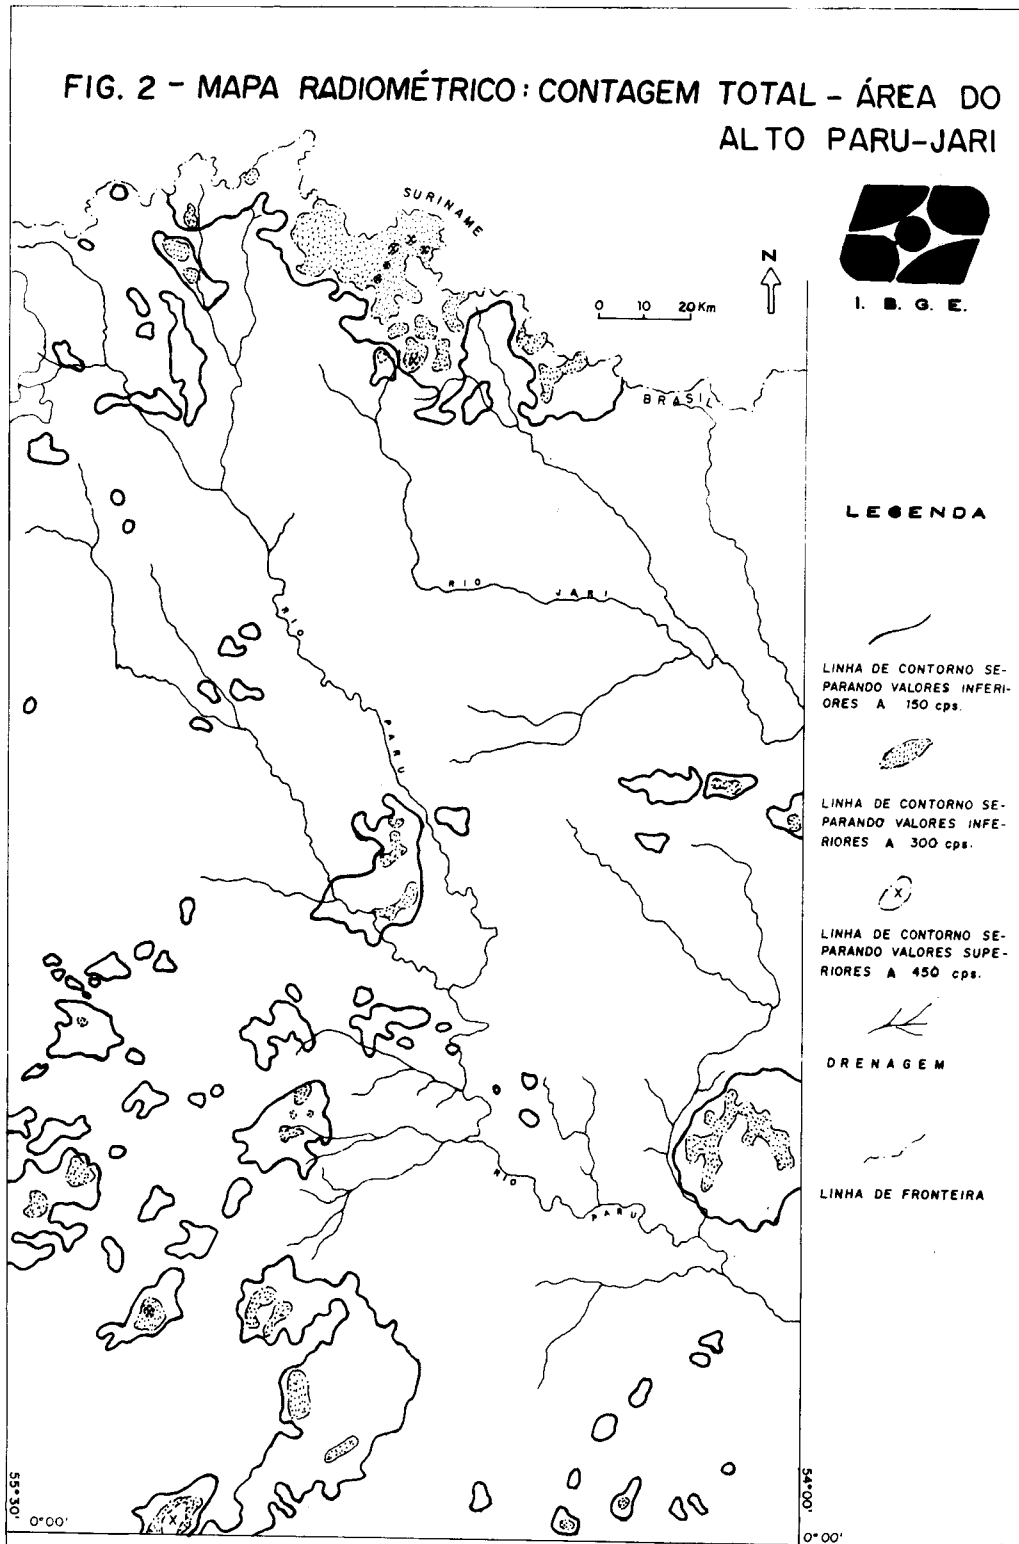 FIG. 2 - MAPA RADIOMÉTRICO: CONTAGEM TOTAL - ÁREA DO
ALTO PARU-JARI
SURINAME
N
0 10 20 Km
I. B. G. E.
BRASIL
LEGENDA
RIO JARI
RIO
PARU
LINHA DE CONTORNO SE-
PARANDO VALORES INFERI-
ORES A 150 cps.
LINHA DE CONTORNO SE-
PARANDO VALORES INFE-
RIORES A 300 cps.
X
LINHA DE CONTORNO SE-
PARANDO VALORES SUPE-
RIORES A 450 cps.
DRENAGEM
RIO
PARU
LINHA DE FRONTEIRA
55°30'
0°00'
54°00'
0°00'